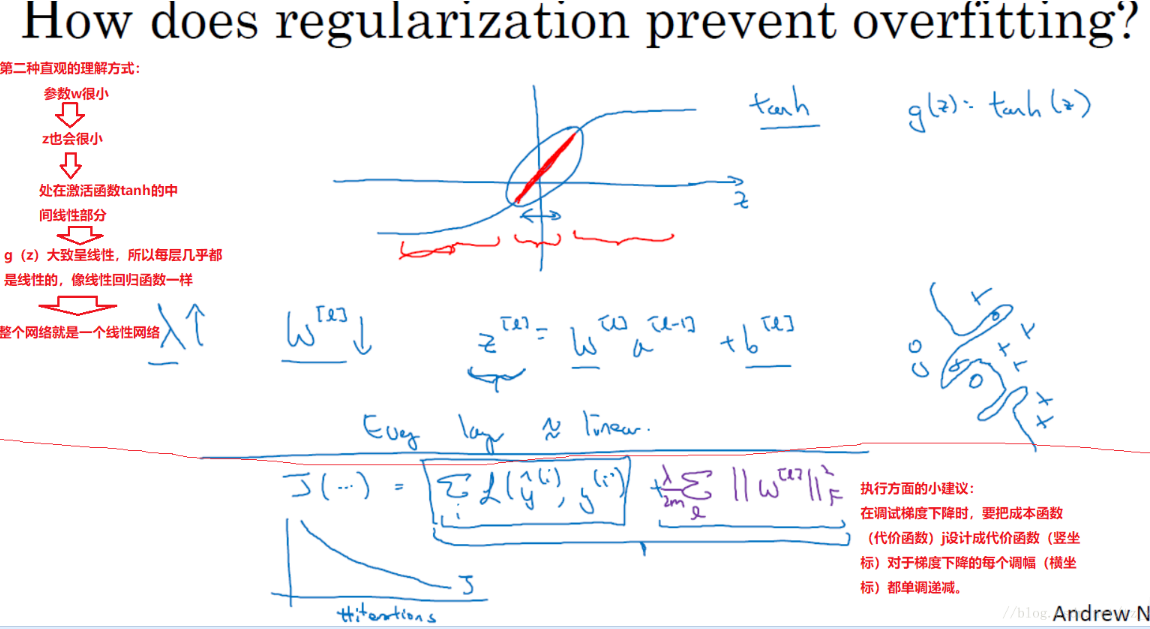 How does regularization prevent overfitting?
第二种直观的理解方式：
参数w很小
z也会很小
处在激活函数tanh的中
间线性部分
g（z）大致呈线性，所以每层几乎都
是线性的，像线性回归函数一样
整个网络就是一个线性网络
tanh
g(z) = tanh(z)
z
λ↑ W^[l]↓ z^[l] = W^[l] a^[l-1] + b^[l]
Every layer ≈ linear.
J(...) = Σ_i L(ŷ^(i), y^(i)) + λ/2m Σ_l ||W^[l]||²_F
J
#iterations
执行方面的小建议：
在调试梯度下降时，要把成本函数
（代价函数）j设计成代价函数（竖坐
标）对于梯度下降的每个调幅（横坐
标）都单调递减。
//blog.
Andrew N